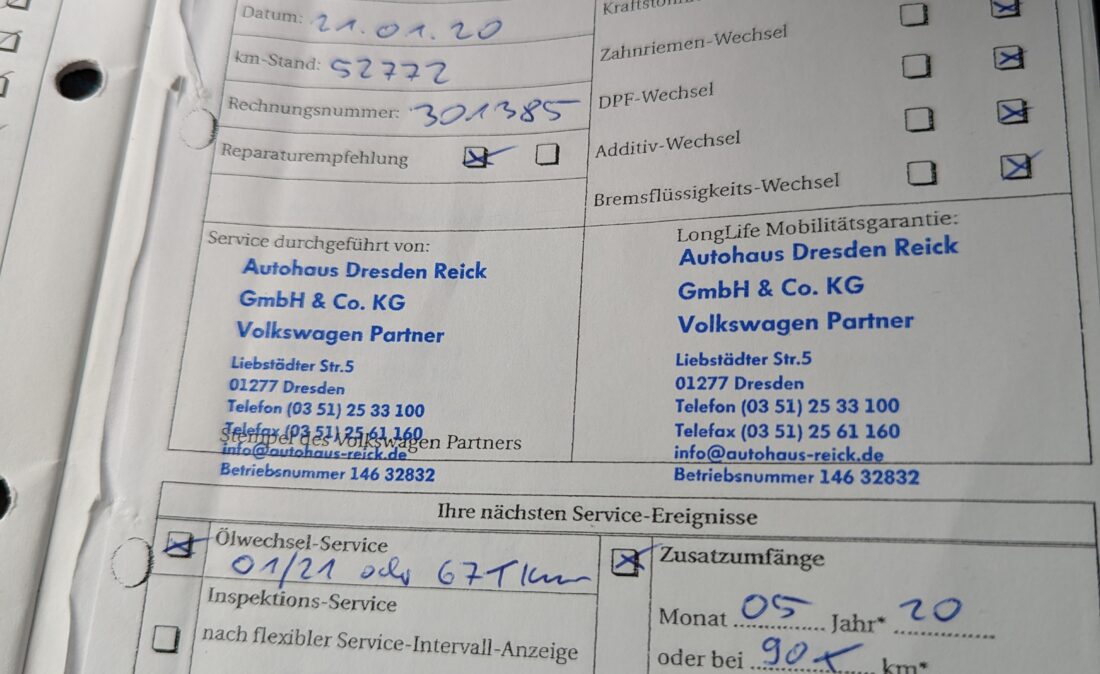 Datum: 21.01.20
km-Stand: 52772
Rechnungsnummer: 301385
Reparaturempfehlung
Zahnriemen-Wechsel
DPF-Wechsel
Additiv-Wechsel
Bremsflüssigkeits-Wechsel
Service durchgeführt von:
Autohaus Dresden Reick
GmbH & Co. KG
Volkswagen Partner
Liebstädter Str.5
01277 Dresden
Telefon (03 51) 25 33 100
Telefax (03 51) 25 61 160
Stempel des Volkswagen Partners
info@autohaus-reick.de
Betriebsnummer 146 32832
LongLife Mobilitätsgarantie:
Autohaus Dresden Reick
GmbH & Co. KG
Volkswagen Partner
Liebstädter Str.5
01277 Dresden
Telefon (03 51) 25 33 100
Telefax (03 51) 25 61 160
info@autohaus-reick.de
Betriebsnummer 146 32832
Ihre nächsten Service-Ereignisse
Ölwechsel-Service
01/21 oder 67T km
Inspektions-Service
nach flexibler Service-Intervall-Anzeige
Zusatzumfänge
Monat 05 Jahr* 20
oder bei km*